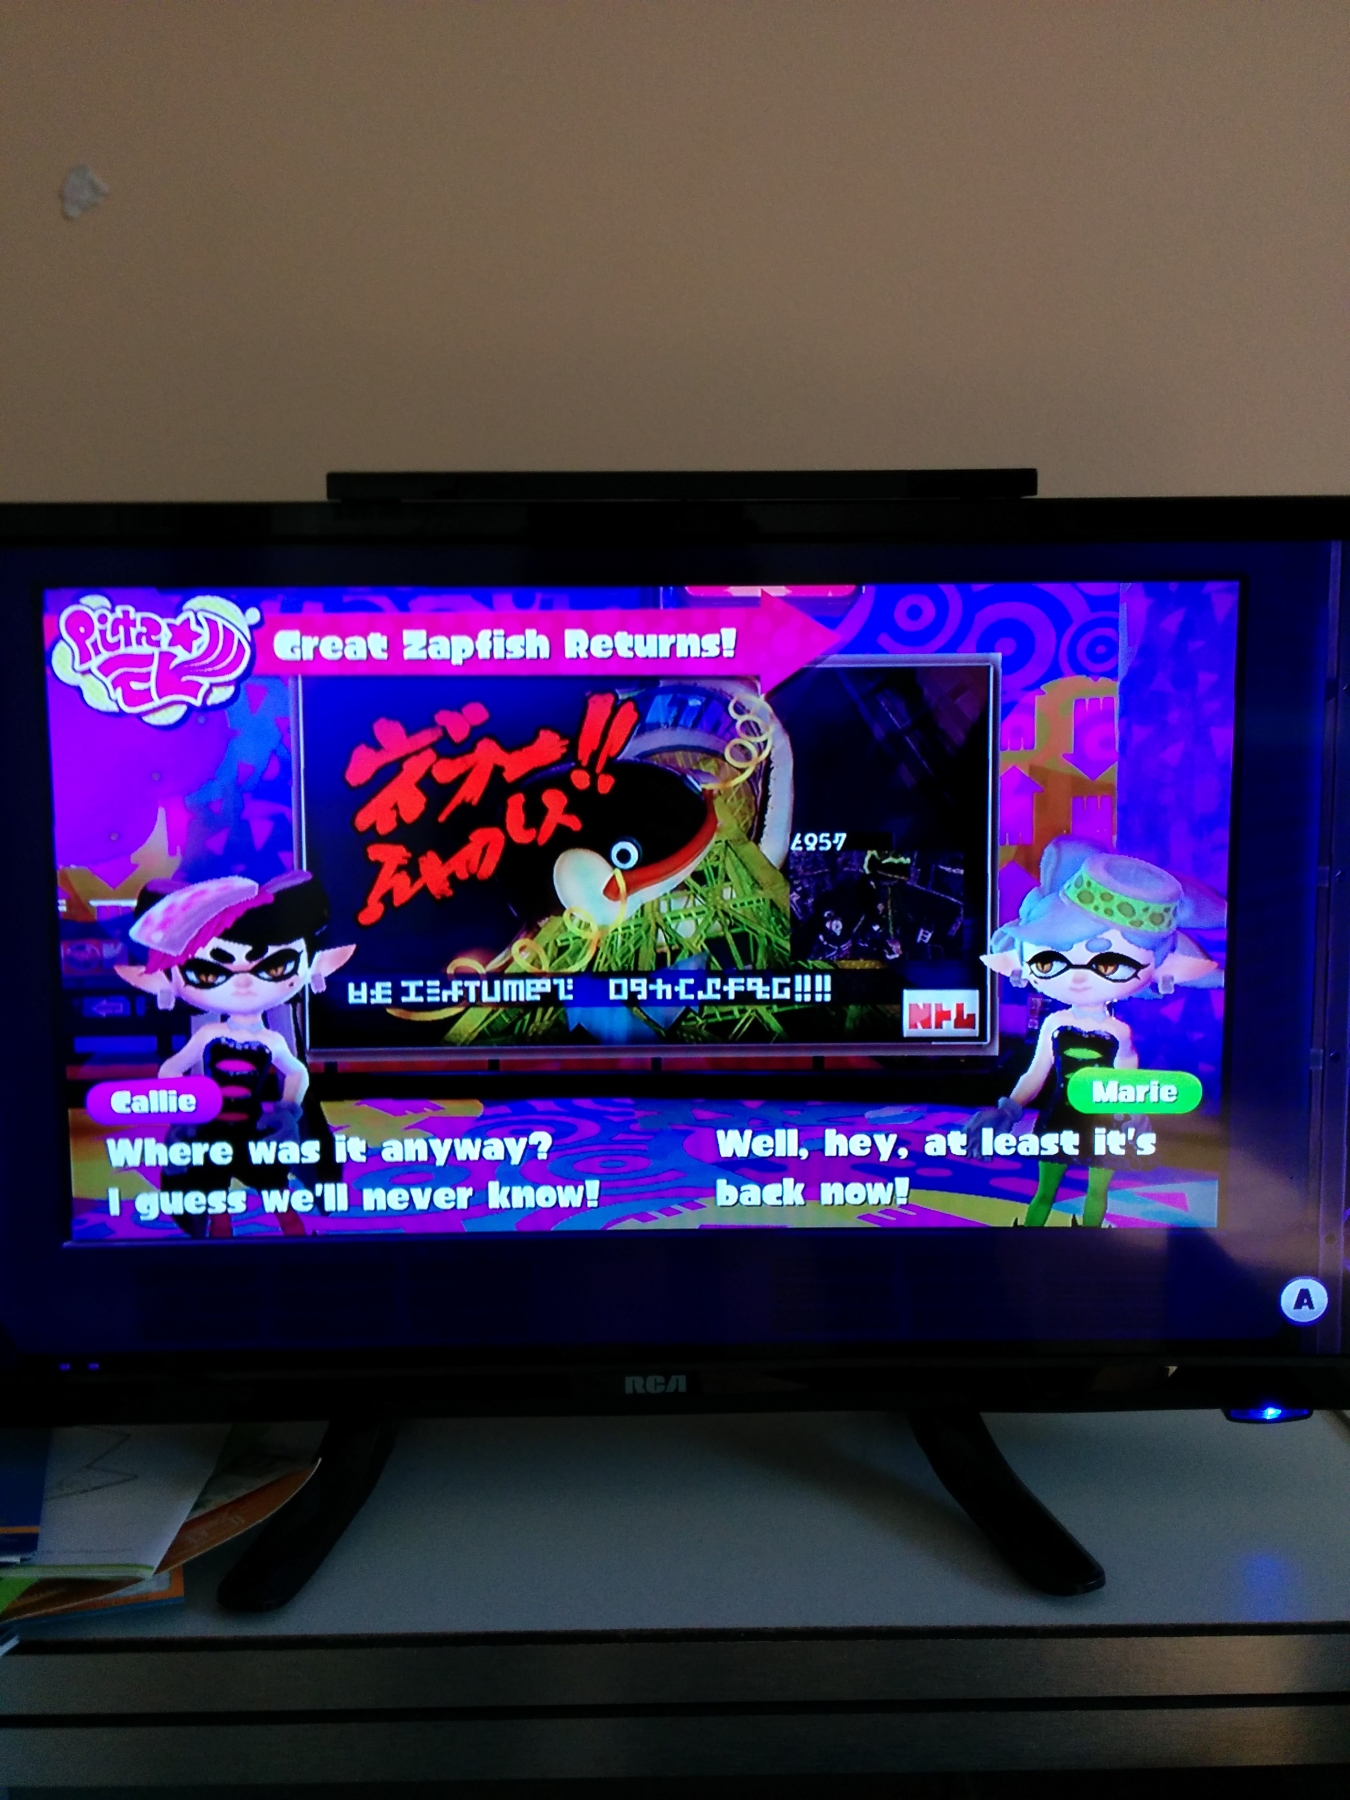 Great Zapfish Returns!
Callie
Marie
Where was it anyway?
I guess we'll never know!
Well, hey, at least it's
back now!
A
RCA